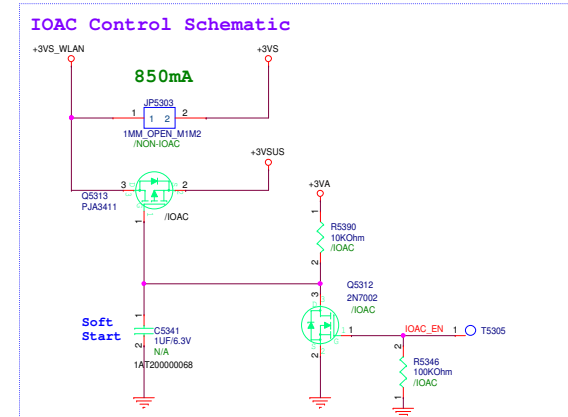 IOAC Control Schematic
+3VS_WLAN
+3VS
850mA
JP5303
1
1 2
2
1MM_OPEN_M1M2
/NON-IOAC
+3VSUS
3
2
Q5313
PJA3411
/IOAC
1
+3VA
1
R5390
10KOhm
/IOAC
2
Q5312
2N7002
/IOAC
3
1
2
Soft
Start
1
C5341
1UF/6.3V
2
N/A
1AT200000068
IOAC_EN
1
T5305
2
R5346
100KOhm
/IOAC
1